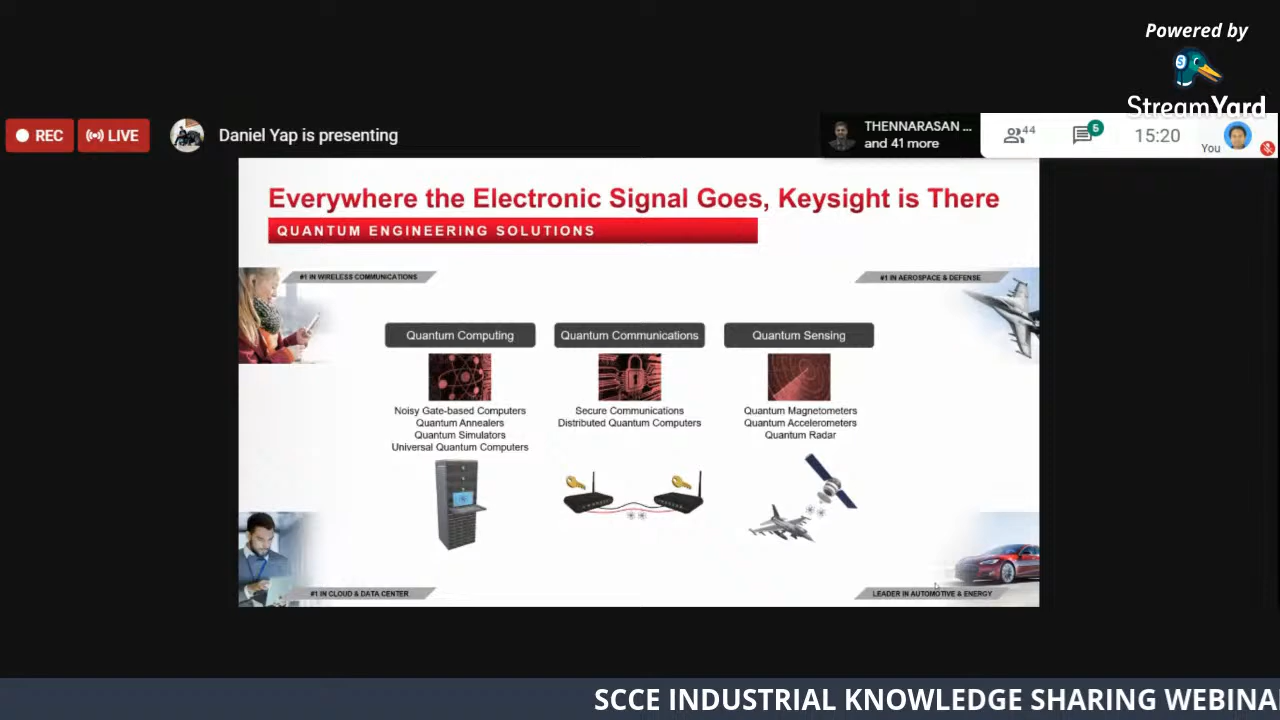 Powered by
StreamYard
REC
LIVE
Daniel Yap is presenting
THENNARASAN ...
and 41 more
44
5
15:20
You
Everywhere the Electronic Signal Goes, Keysight is There
QUANTUM ENGINEERING SOLUTIONS
#1 IN WIRELESS COMMUNICATIONS
#1 IN AEROSPACE & DEFENSE
Quantum Computing
Quantum Communications
Quantum Sensing
Noisy Gate-based Computers
Quantum Annealers
Quantum Simulators
Universal Quantum Computers
Secure Communications
Distributed Quantum Computers
Quantum Magnetometers
Quantum Accelerometers
Quantum Radar
#1 IN CLOUD & DATA CENTER
LEADER IN AUTOMOTIVE & ENERGY
SCCE INDUSTRIAL KNOWLEDGE SHARING WEBINA